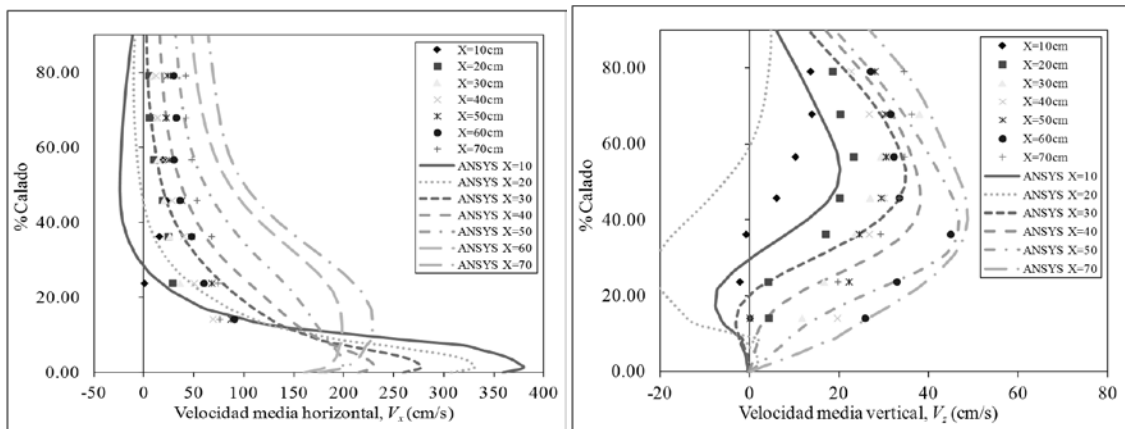 80.00
60.00
40.00
20.00
0.00
% Calado
-50
0
50
100
150
200
250
300
350
400
Velocidad media horizontal, Vx (cm/s)
X=10cm
X=20cm
X=30cm
X=40cm
X=50cm
X=60cm
X=70cm
ANSYS X=10
ANSYS X=20
ANSYS X=30
ANSYS X=40
ANSYS X=50
ANSYS X=60
ANSYS X=70
80.00
60.00
40.00
20.00
0.00
% Calado
-20
0
20
40
60
80
Velocidad media vertical, Vz (cm/s)
X=10cm
X=20cm
X=30cm
X=40cm
X=50cm
X=60cm
X=70cm
ANSYS X=10
ANSYS X=20
ANSYS X=30
ANSYS X=40
ANSYS X=50
ANSYS X=70